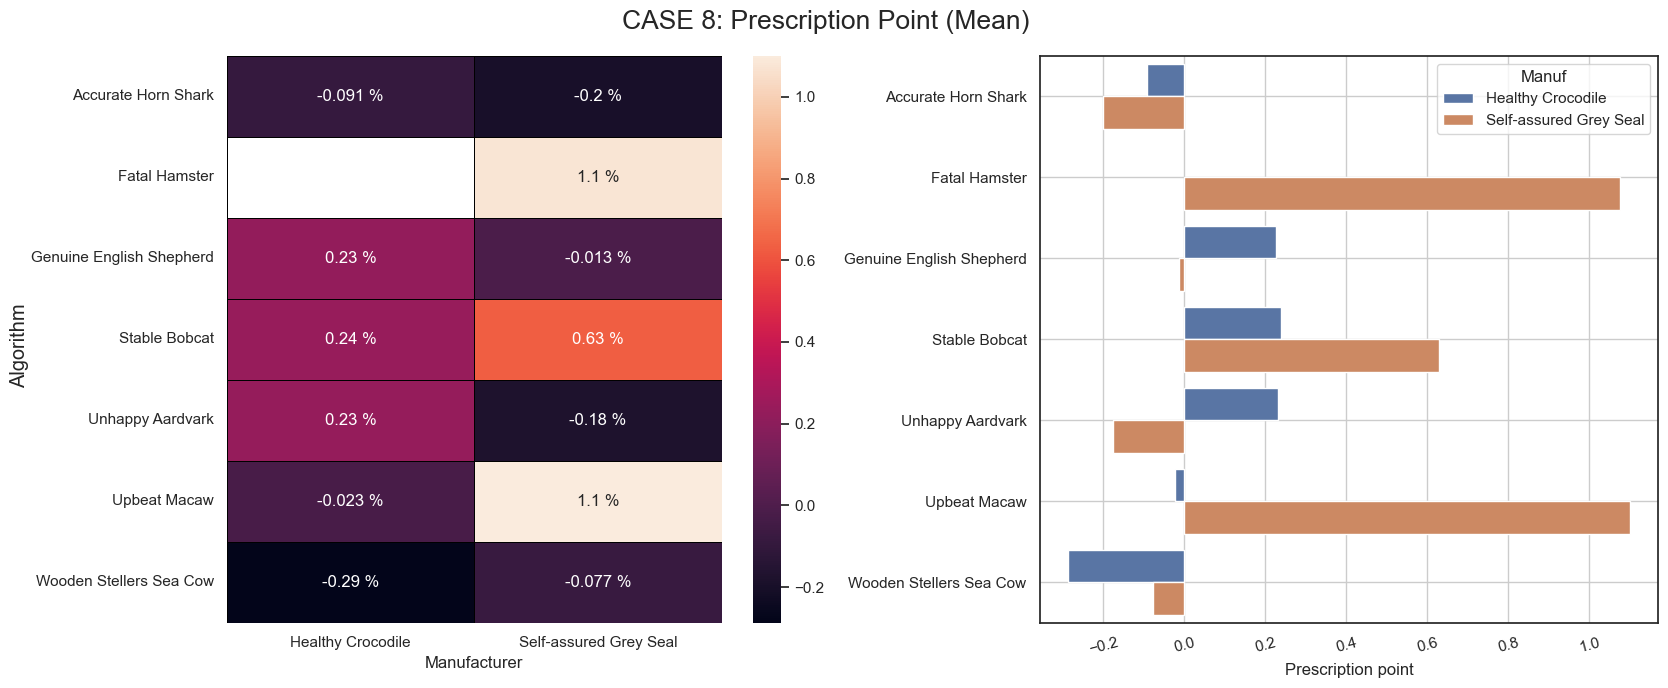 CASE 8: Prescription Point (Mean)
Algorithm
Accurate Horn Shark
-0.091 %
-0.2 %
Fatal Hamster
1.1 %
Genuine English Shepherd
0.23 %
-0.013 %
Stable Bobcat
0.24 %
0.63 %
Unhappy Aardvark
0.23 %
-0.18 %
Upbeat Macaw
-0.023 %
1.1 %
Wooden Stellers Sea Cow
-0.29 %
-0.077 %
Healthy Crocodile
Self-assured Grey Seal
Manufacturer
1.0
0.8
0.6
0.4
0.2
0.0
−0.2
Accurate Horn Shark
Fatal Hamster
Genuine English Shepherd
Stable Bobcat
Unhappy Aardvark
Upbeat Macaw
Wooden Stellers Sea Cow
Manuf
Healthy Crocodile
Self-assured Grey Seal
−0.2
0.0
0.2
0.4
0.6
0.8
1.0
Prescription point